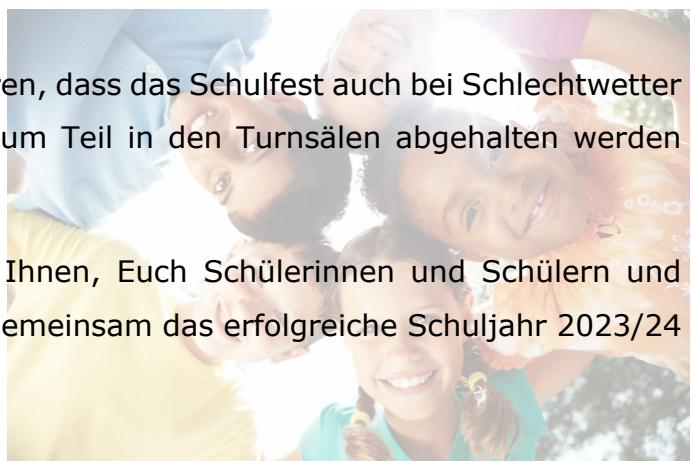 en, dass das Schulfest auch bei Schlechtwetter
um Teil in den Turnsälen abgehalten werden
Ihnen, Euch Schülerinnen und Schülern und
emeinsam das erfolgreiche Schuljahr 2023/24